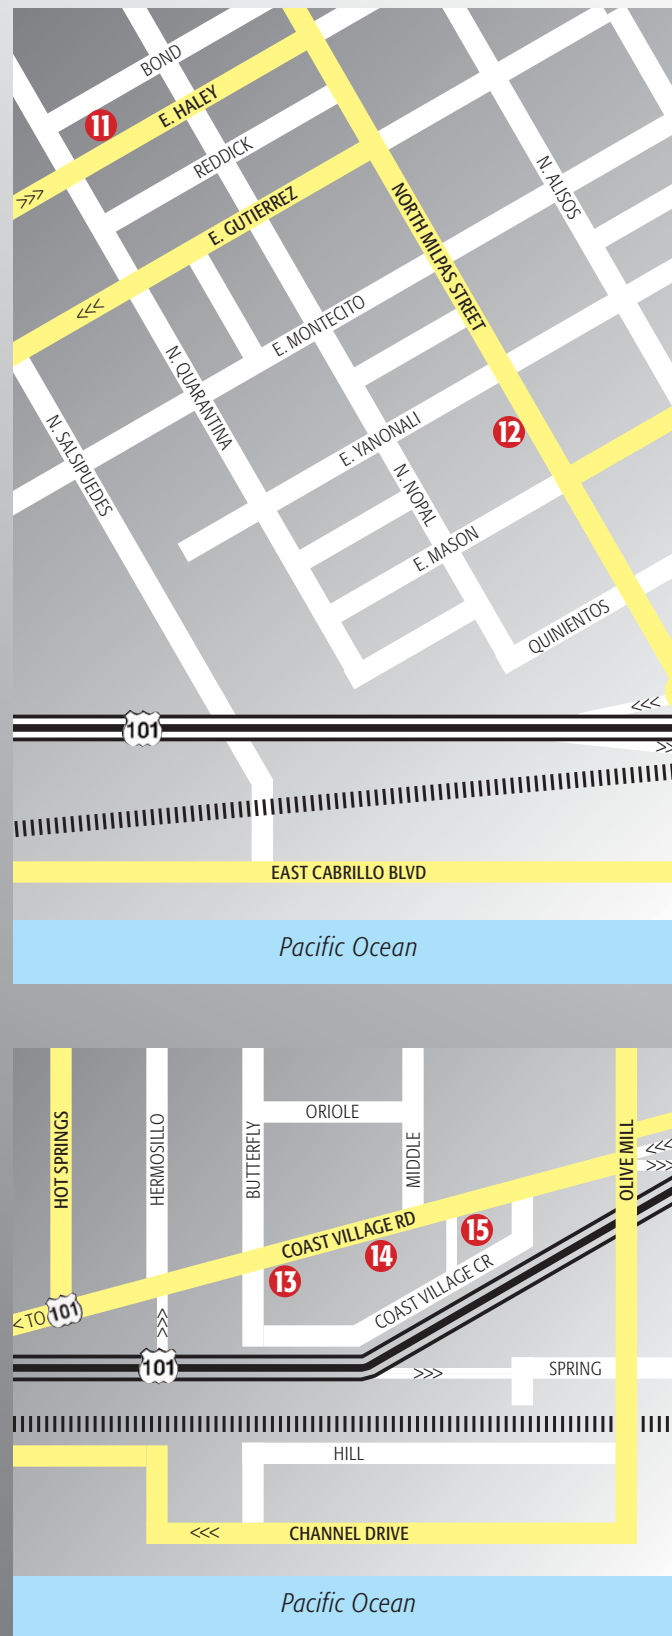 BOND
11
E. HALEY
>>>
REDDICK
N. ALISOS
E. GUTIERREZ
NORTH MILPAS STREET
<<<
E. MONTECITO
N. QUARANTINA
N. SALSIPUEDES
12
E. YANONALI
N. NOPAL
E. MASON
QUINIENTOS
<<<
101
>>
EAST CABRILLO BLVD
Pacific Ocean
HOT SPRINGS
HERMOSILLO
BUTTERFLY
ORIOLE
MIDDLE
OLIVE MILL
<<<
>>>
COAST VILLAGE RD
15
14
13
COAST VILLAGE CR
< TO 101
>>>
101
>>>
SPRING
HILL
<<<
CHANNEL DRIVE
Pacific Ocean